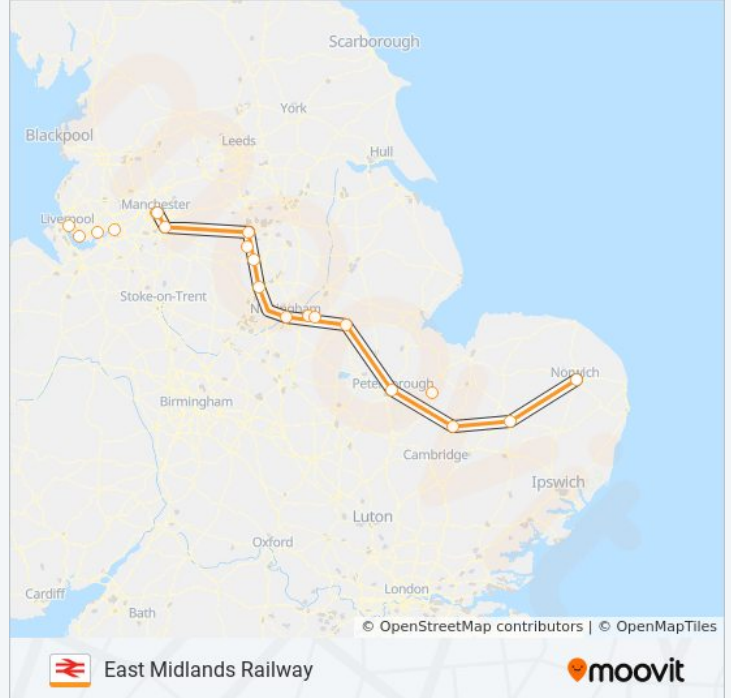 Scarborough
York
Blackpool
Leeds
Hull
Manchester
Liverpool
Stoke-on-Trent
Nottingham
Peterborough
Norwich
Birmingham
Cambridge
Ipswich
Luton
Oxford
Cardiff
London
Bath
© OpenStreetMap contributors | © OpenMapTiles
East Midlands Railway
moovit